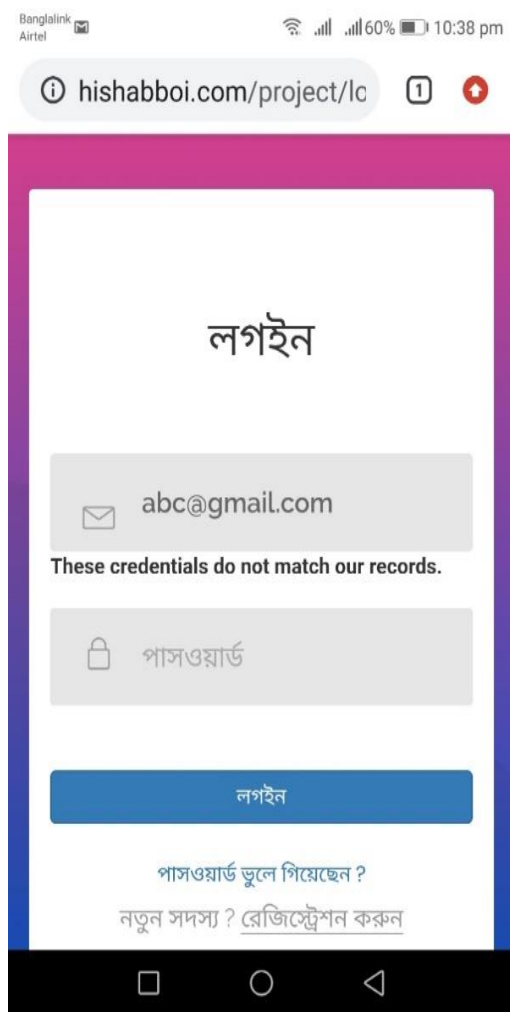 Banglalink
Airtel
60% 10:38 pm
hishabboi.com/project/lo
1
লগইন
abc@gmail.com
These credentials do not match our records.
পাসওয়ার্ড
লগইন
পাসওয়ার্ড ভুলে গিয়েছেন ?
নতুন সদস্য ? রেজিস্ট্রেশন করুন